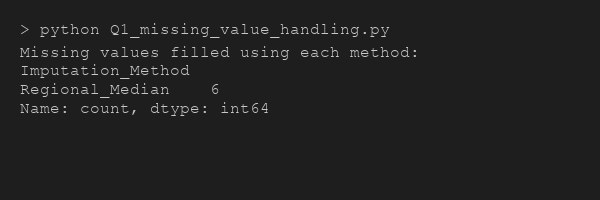 > python Q1_missing_value_handling.py
Missing values filled using each method:
Imputation_Method
Regional_Median    6
Name: count, dtype: int64